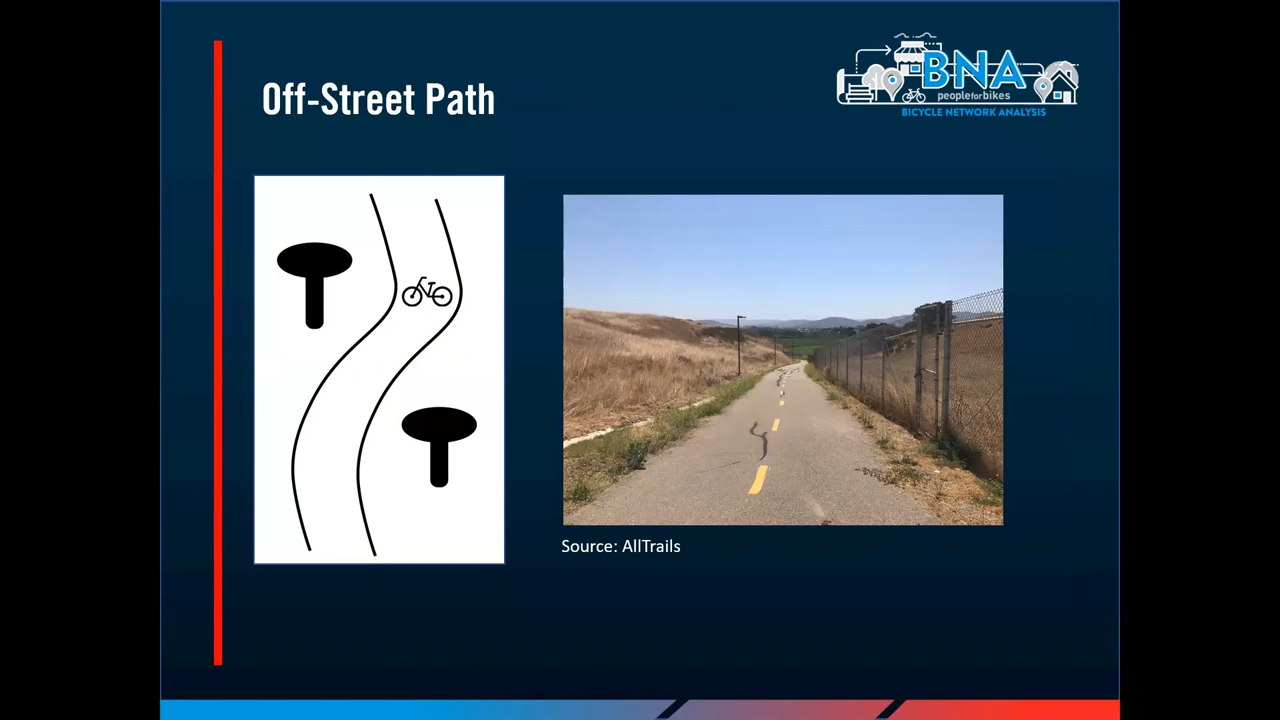 Off-Street Path
BNA
peopleforbikes
BICYCLE NETWORK ANALYSIS
Source: AllTrails